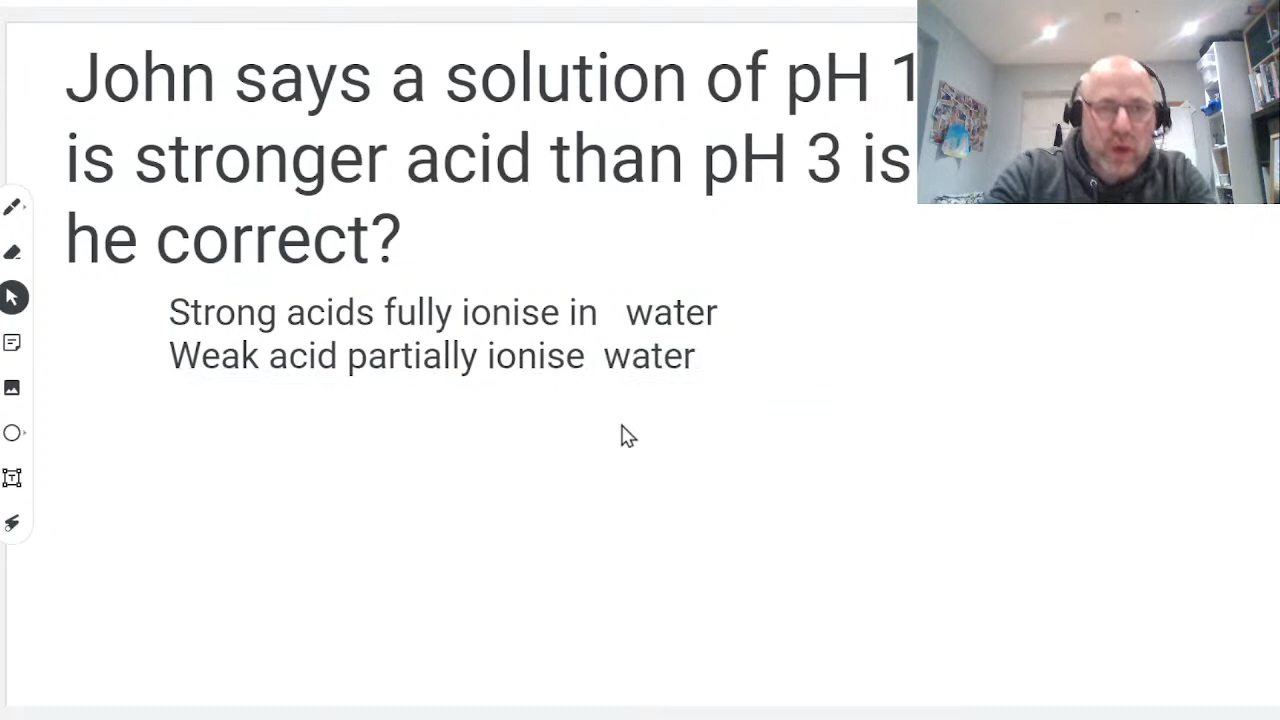 John says a solution of pH 1
is stronger acid than pH 3 is
he correct?
Strong acids fully ionise in water
Weak acid partially ionise water